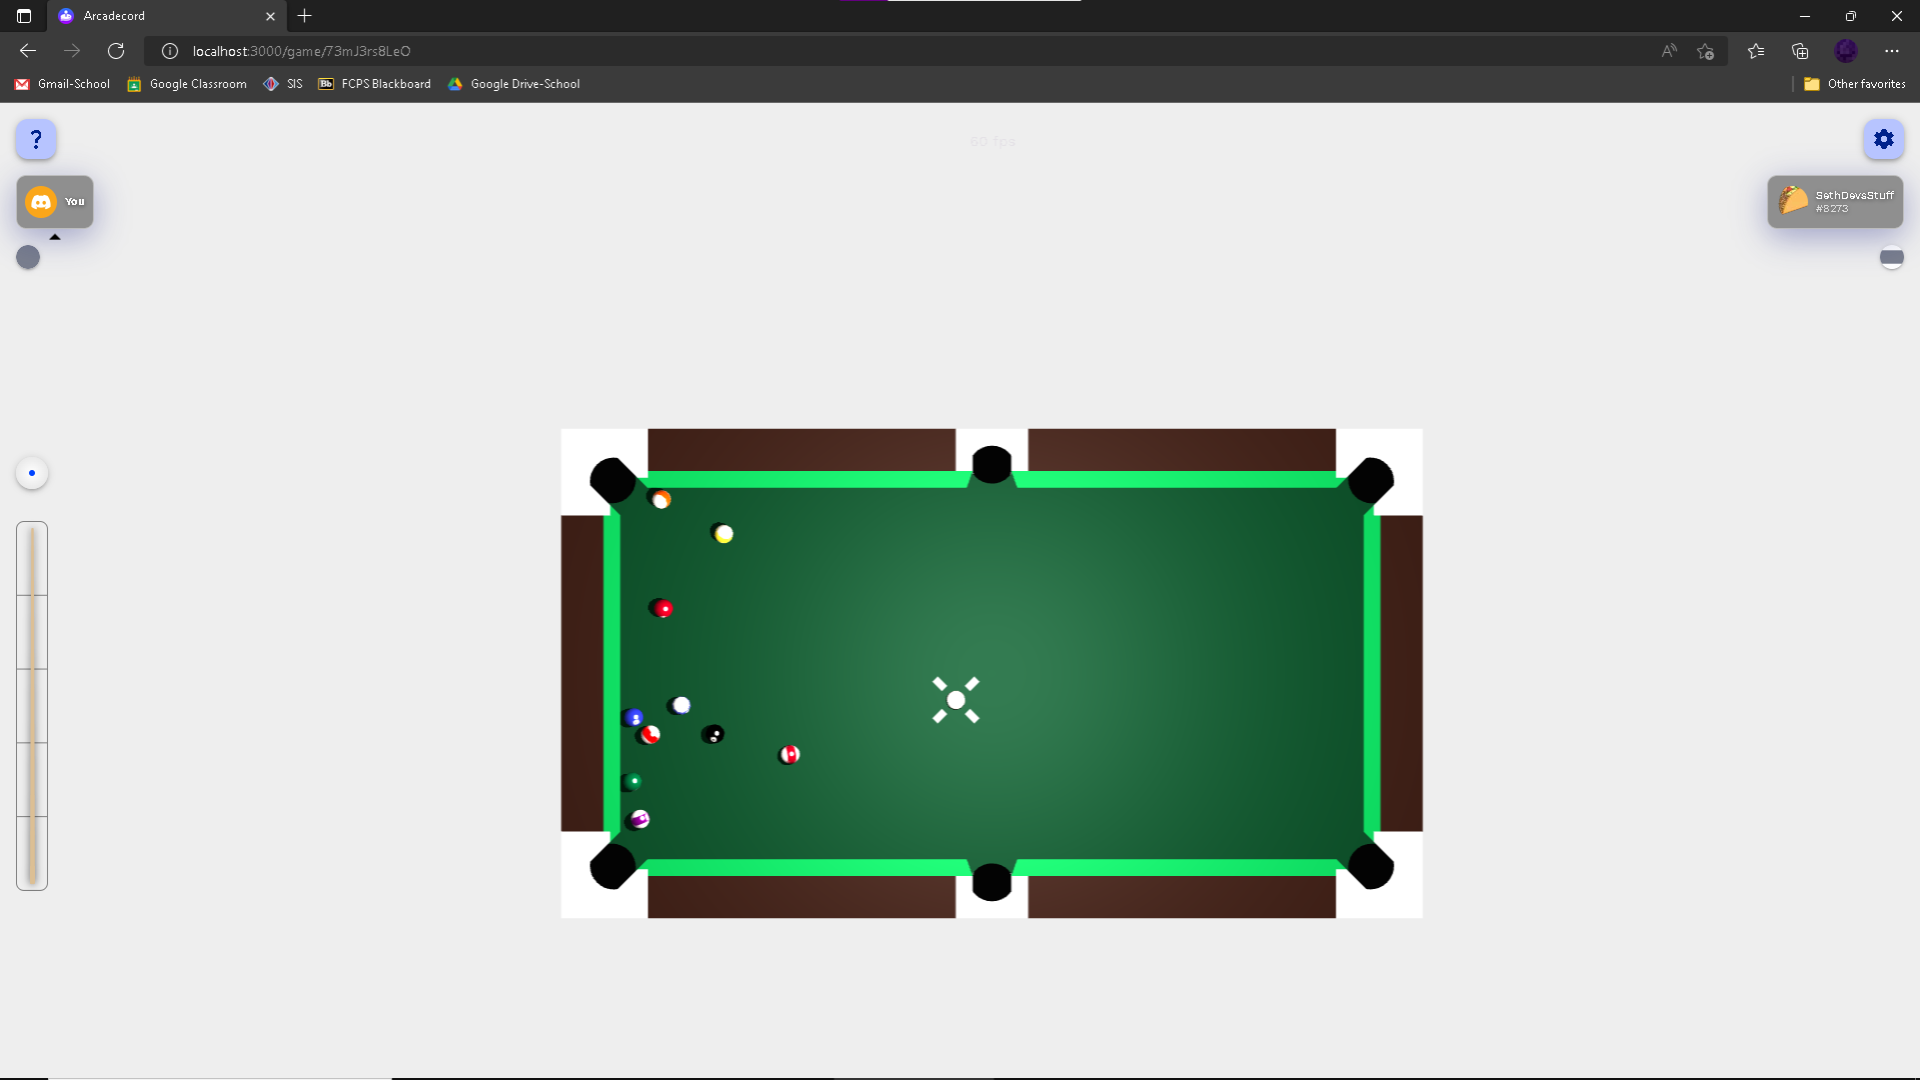 Arcadecord
localhost:3000/game/73mJ3rs8LeO
Gmail-School
Google Classroom
SIS
Bb
FCPS Blackboard
Google Drive-School
Other favorites
?
60 fps
You
SethDevsStuff
#8273